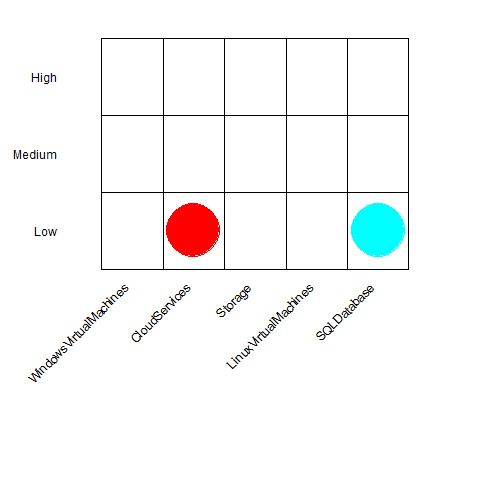 High
Medium
Low
WindowsVirtualMachines
CloudServices
Storage
LinuxVirtualMachines
SQLDatabase